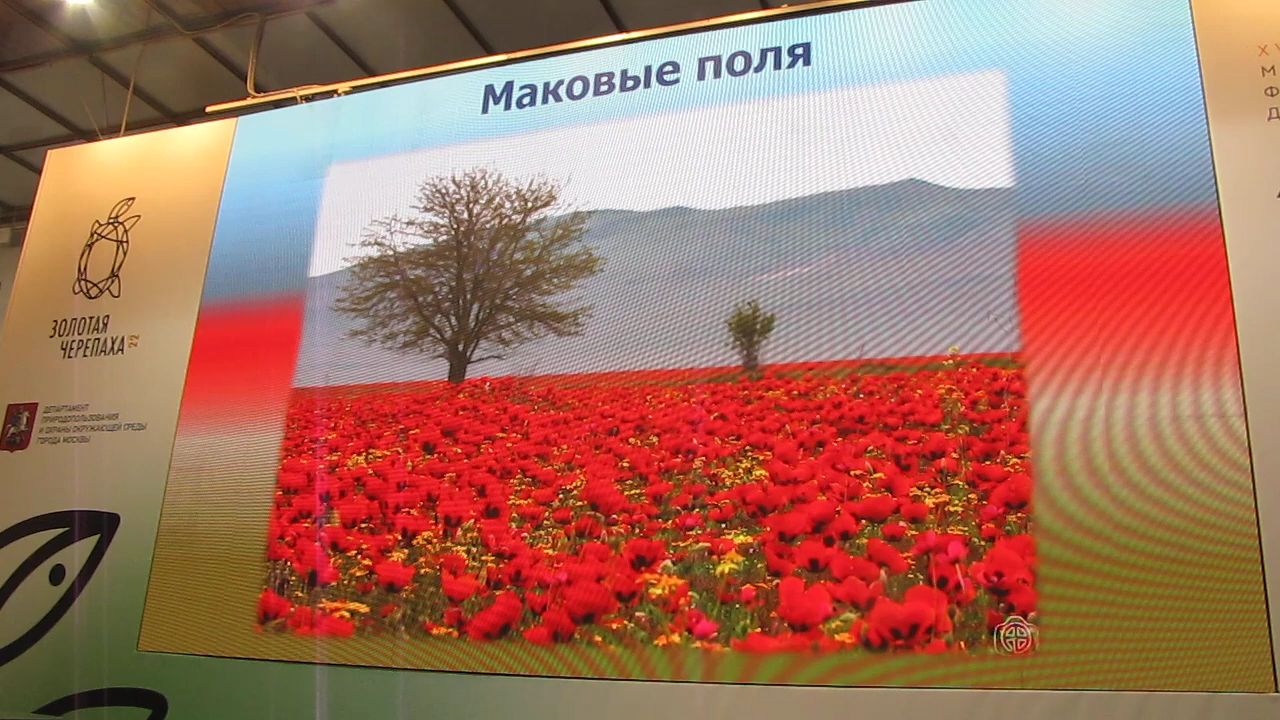 Маковые поля
ЗОЛОТАЯ
ЧЕРЕПАХА 22
ДЕПАРТАМЕНТ
ПРИРОДОПОЛЬЗОВАНИЯ
И ОХРАНЫ ОКРУЖАЮЩЕЙ СРЕДЫ
ГОРОДА МОСКВЫ